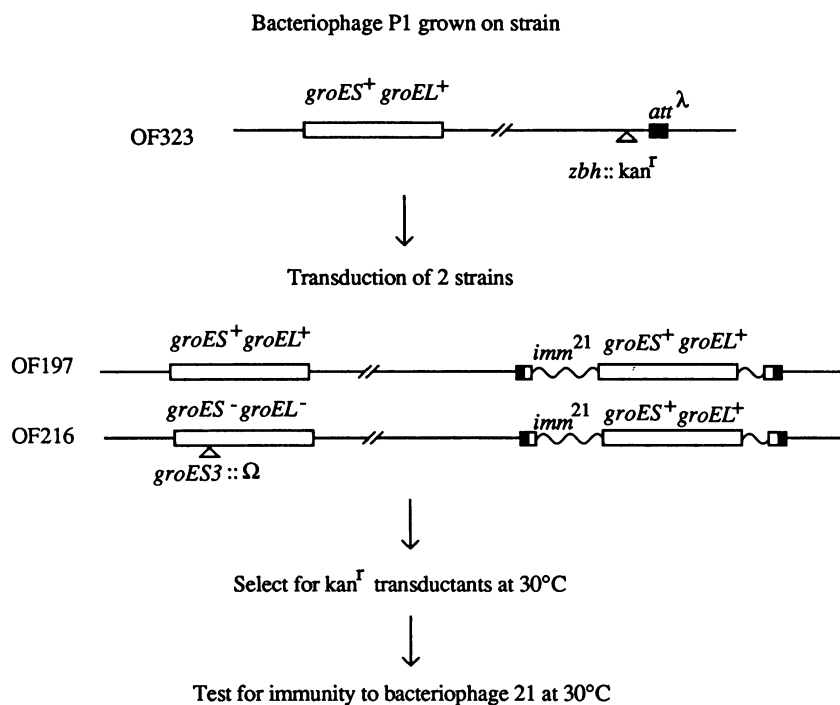 Bacteriophage P1 grown on strain
groES⁺ groEL⁺
attλ
OF323
zbh::kanʳ
Transduction of 2 strains
groES⁺groEL⁺
imm²¹
groES⁺ groEL⁺
OF197
groES⁻groEL⁻
imm²¹
groES⁺groEL⁺
OF216
groES3::Ω
Select for kanʳ transductants at 30°C
Test for immunity to bacteriophage 21 at 30°C